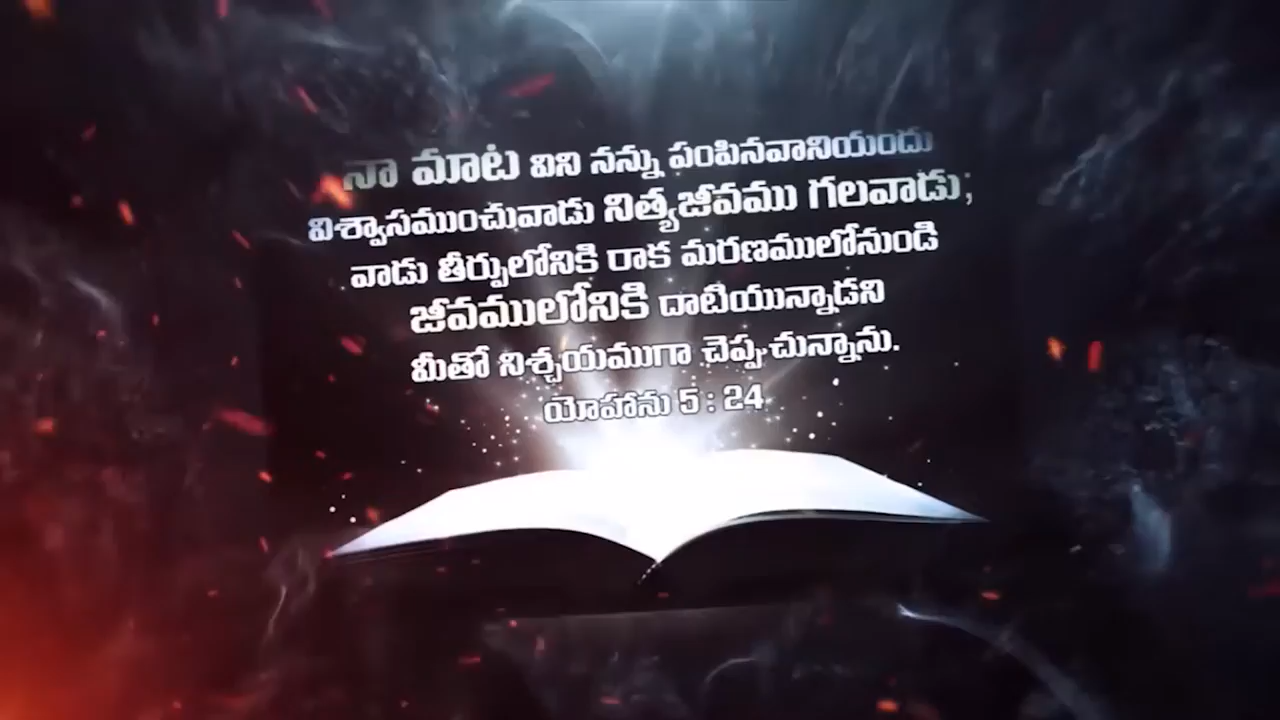 నా మాట విని నన్ను పంపినవానియందు
విశ్వాసముంచువాడు నిత్యజీవము గలవాడు;
వాడు తీర్పులోనికి రాక మరణములోనుండి
జీవములోనికి దాటియున్నాడని
మీతో నిశ్చయముగా చెప్పుచున్నాను.
యోహాను 5 : 24